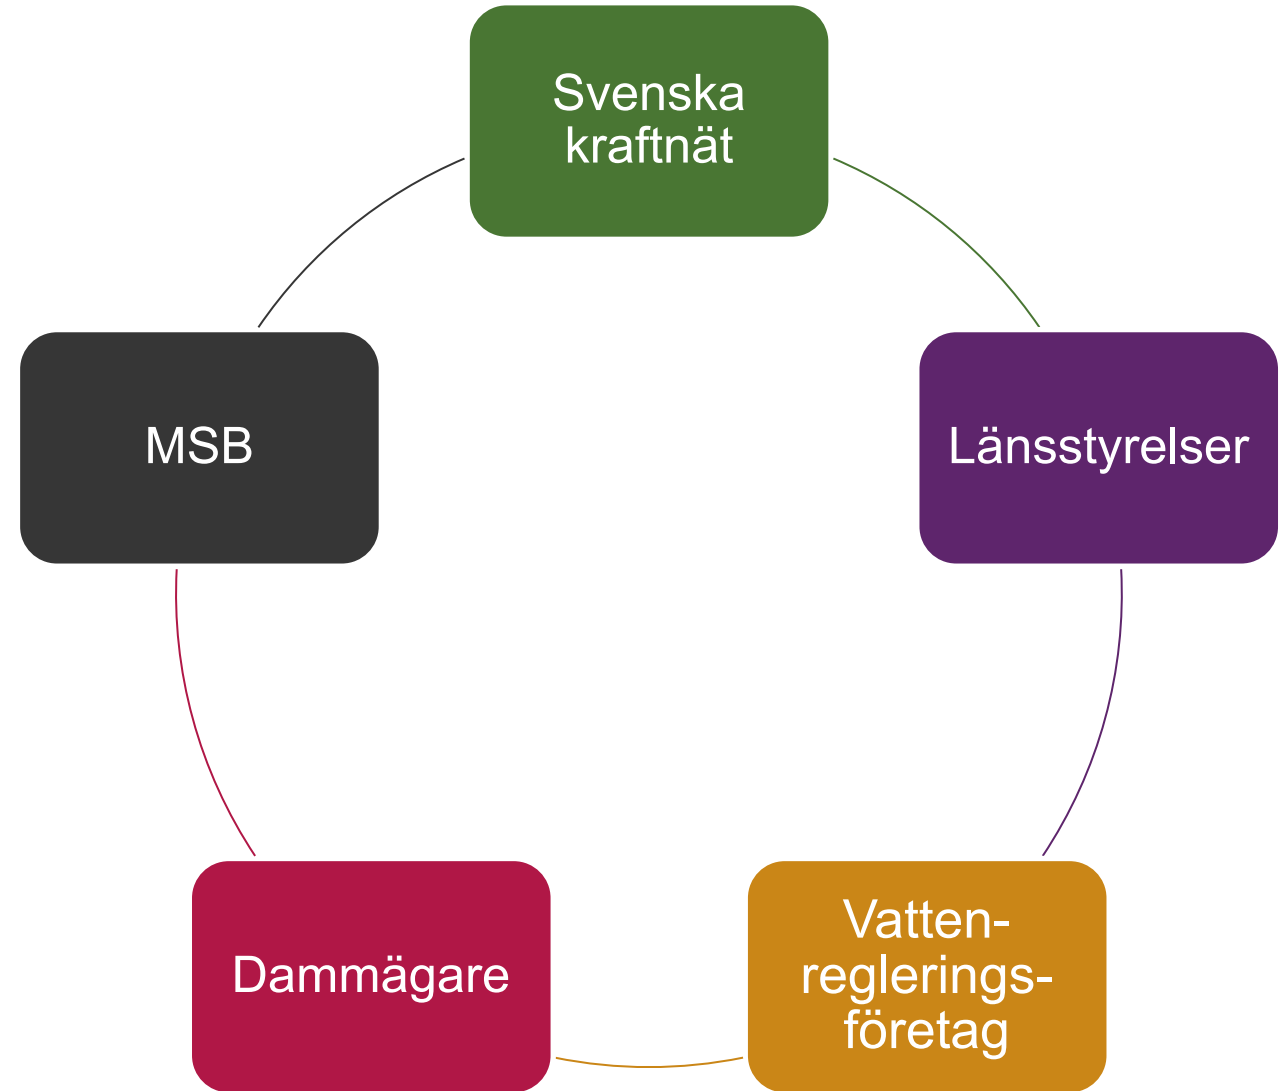 Svenska
kraftnät
MSB
Länsstyrelser
Dammägare
Vatten-
reglerings-
företag